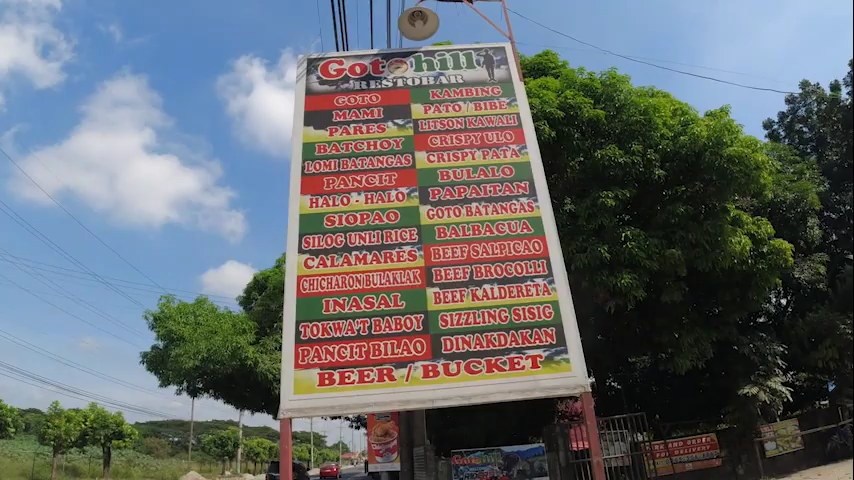 Gotohill
RESTOBAR
GOTO
MAMI
PARES
BATCHOY
LOMI BATANGAS
PANCIT
HALO - HALO
SIOPAO
SILOG UNLI RICE
CALAMARES
CHICHARON BULAKLAK
INASAL
TOKWA'T BABOY
PANCIT BILAO
KAMBING
PATO / BIBE
LITSON KAWALI
CRISPY ULO
CRISPY PATA
BULALO
PAPAITAN
GOTO BATANGAS
BALBACUA
BEEF SALPICAO
BEEF BROCOLLI
BEEF KALDERETA
SIZZLING SISIG
DINAKDAKAN
BEER / BUCKET